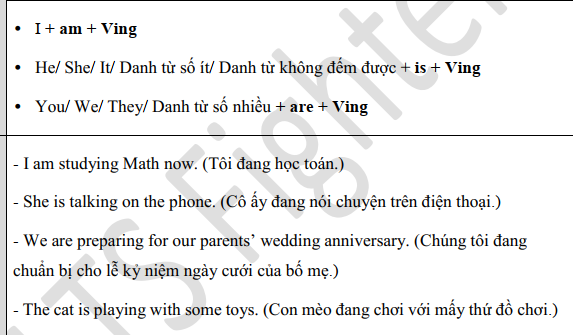 • I + am + Ving
• He/ She/ It/ Danh từ số ít/ Danh từ không đếm được + is + Ving
• You/ We/ They/ Danh từ số nhiều + are + Ving
- I am studying Math now. (Tôi đang học toán.)
- She is talking on the phone. (Cô ấy đang nói chuyện trên điện thoại.)
- We are preparing for our parents’ wedding anniversary. (Chúng tôi đang
chuẩn bị cho lễ kỷ niệm ngày cưới của bố mẹ.)
- The cat is playing with some toys. (Con mèo đang chơi với mấy thứ đồ chơi.)
TS Fighter